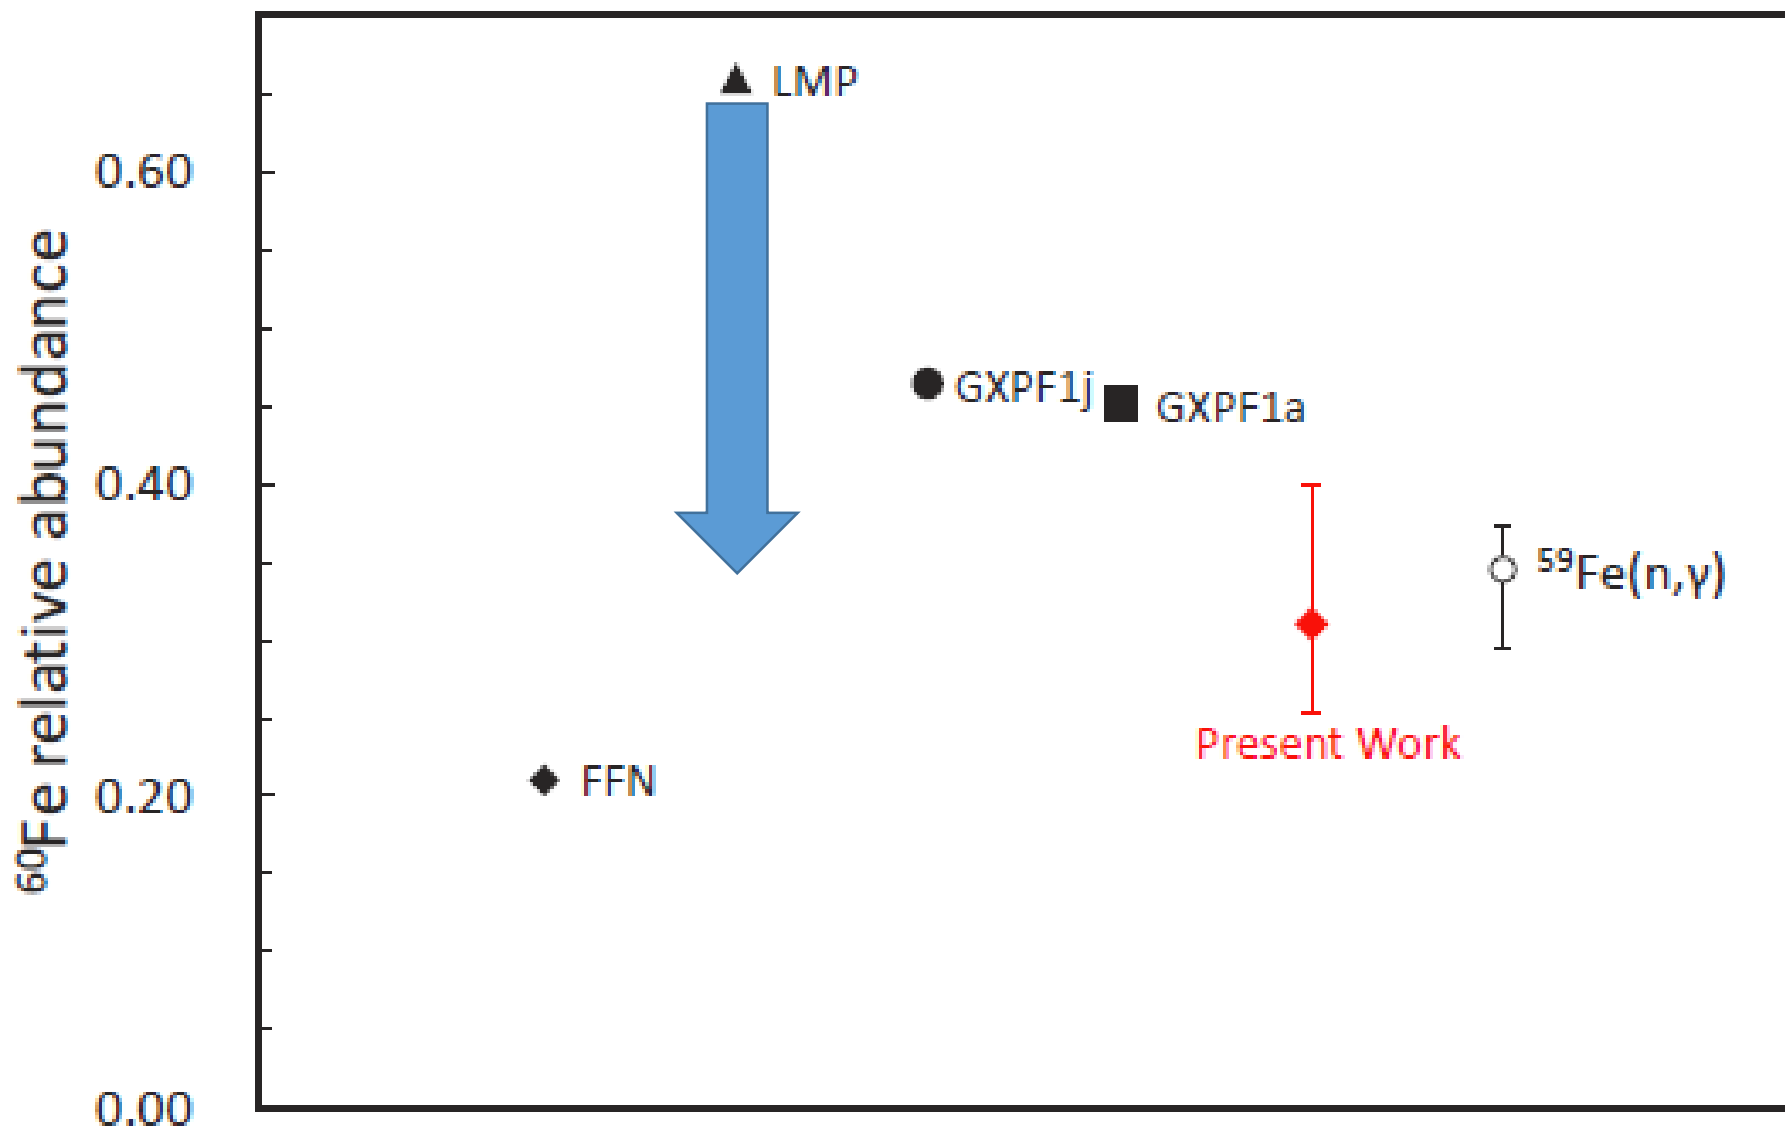 LMP
0.60
GXPF1j
GXPF1a
0.40
⁵⁹Fe(n,γ)
Present Work
FFN
0.20
0.00
⁶⁰Fe relative abundance